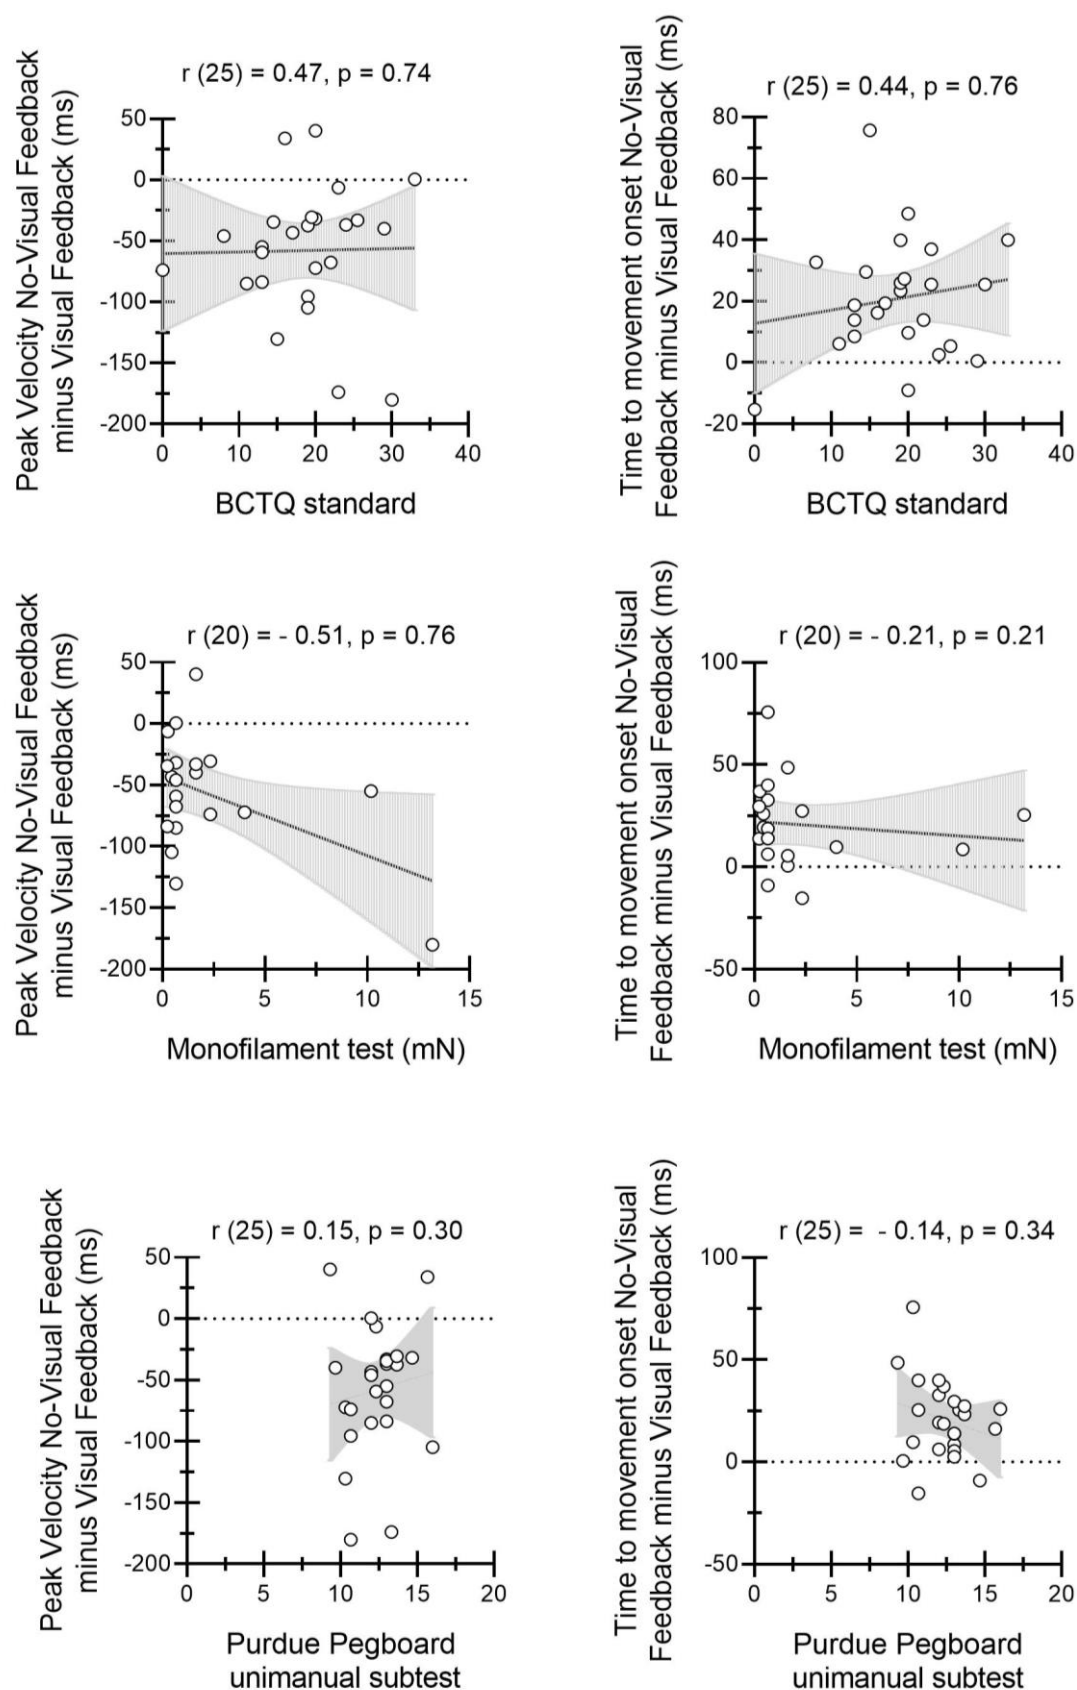 Peak Velocity No-Visual Feedback
minus Visual Feedback (ms)
r (25) = 0.47, p = 0.74
50
0
-50
-100
-150
-200
0 10 20 30 40
BCTQ standard
Time to movement onset No-Visual
Feedback minus Visual Feedback (ms)
r (25) = 0.44, p = 0.76
80
60
40
20
0
-20
0 10 20 30 40
BCTQ standard
Peak Velocity No-Visual Feedback
minus Visual Feedback (ms)
r (20) = - 0.51, p = 0.76
50
0
-50
-100
-150
-200
0 5 10 15
Monofilament test (mN)
Time to movement onset No-Visual
Feedback minus Visual Feedback (ms)
r (20) = - 0.21, p = 0.21
100
50
0
-50
0 5 10 15
Monofilament test (mN)
Peak Velocity No-Visual Feedback
minus Visual Feedback (ms)
r (25) = 0.15, p = 0.30
50
0
-50
-100
-150
-200
0 5 10 15 20
Purdue Pegboard
unimanual subtest
Time to movement onset No-Visual
Feedback minus Visual Feedback (ms)
r (25) = - 0.14, p = 0.34
100
50
0
-50
0 5 10 15 20
Purdue Pegboard
unimanual subtest